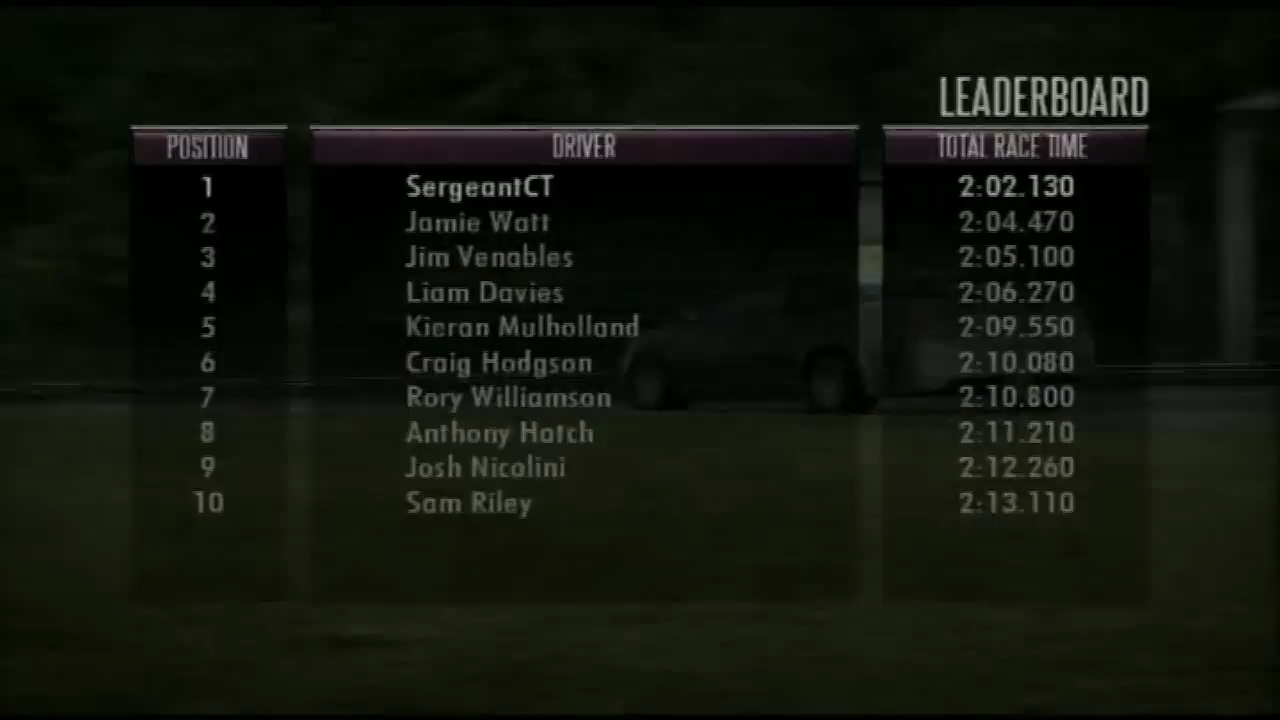 LEADERBOARD
POSITION DRIVER TOTAL RACE TIME
1 SergeantCT 2:02.130
2 Jamie Watt 2:04.470
3 Jim Venables 2:05.100
4 Liam Davies 2:06.270
5 Kieran Mulholland 2:09.550
6 Craig Hodgson 2:10.080
7 Rory Williamson 2:10.800
8 Anthony Hatch 2:11.210
9 Josh Nicolini 2:12.260
10 Sam Riley 2:13.110